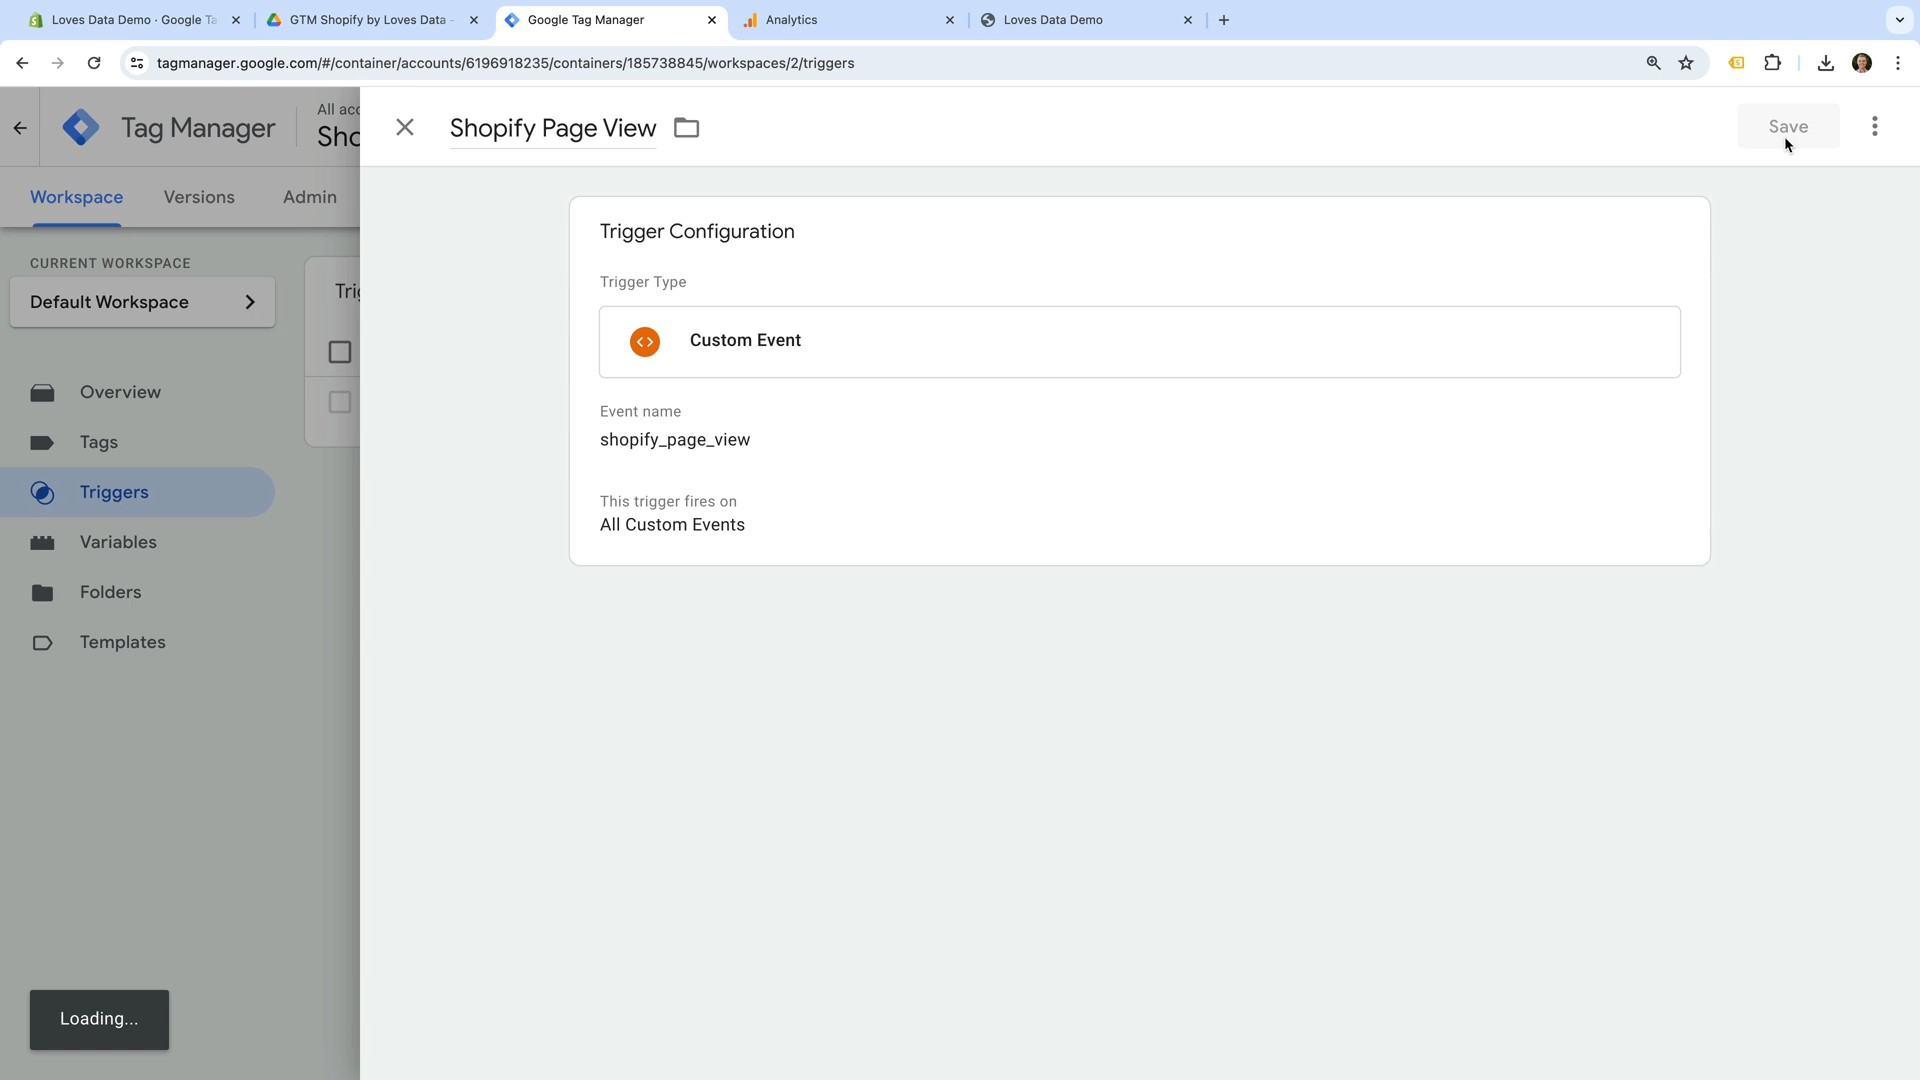 Loves Data Demo · Google Ta
GTM Shopify by Loves Data -
Google Tag Manager
Analytics
Loves Data Demo
tagmanager.google.com/#/container/accounts/6196918235/containers/185738845/workspaces/2/triggers
Tag Manager
All acc
Sho
Shopify Page View
Save
Workspace
Versions
Admin
CURRENT WORKSPACE
Default Workspace
Overview
Tags
Triggers
Variables
Folders
Templates
Trig
Trigger Configuration
Trigger Type
Custom Event
Event name
shopify_page_view
This trigger fires on
All Custom Events
Loading...